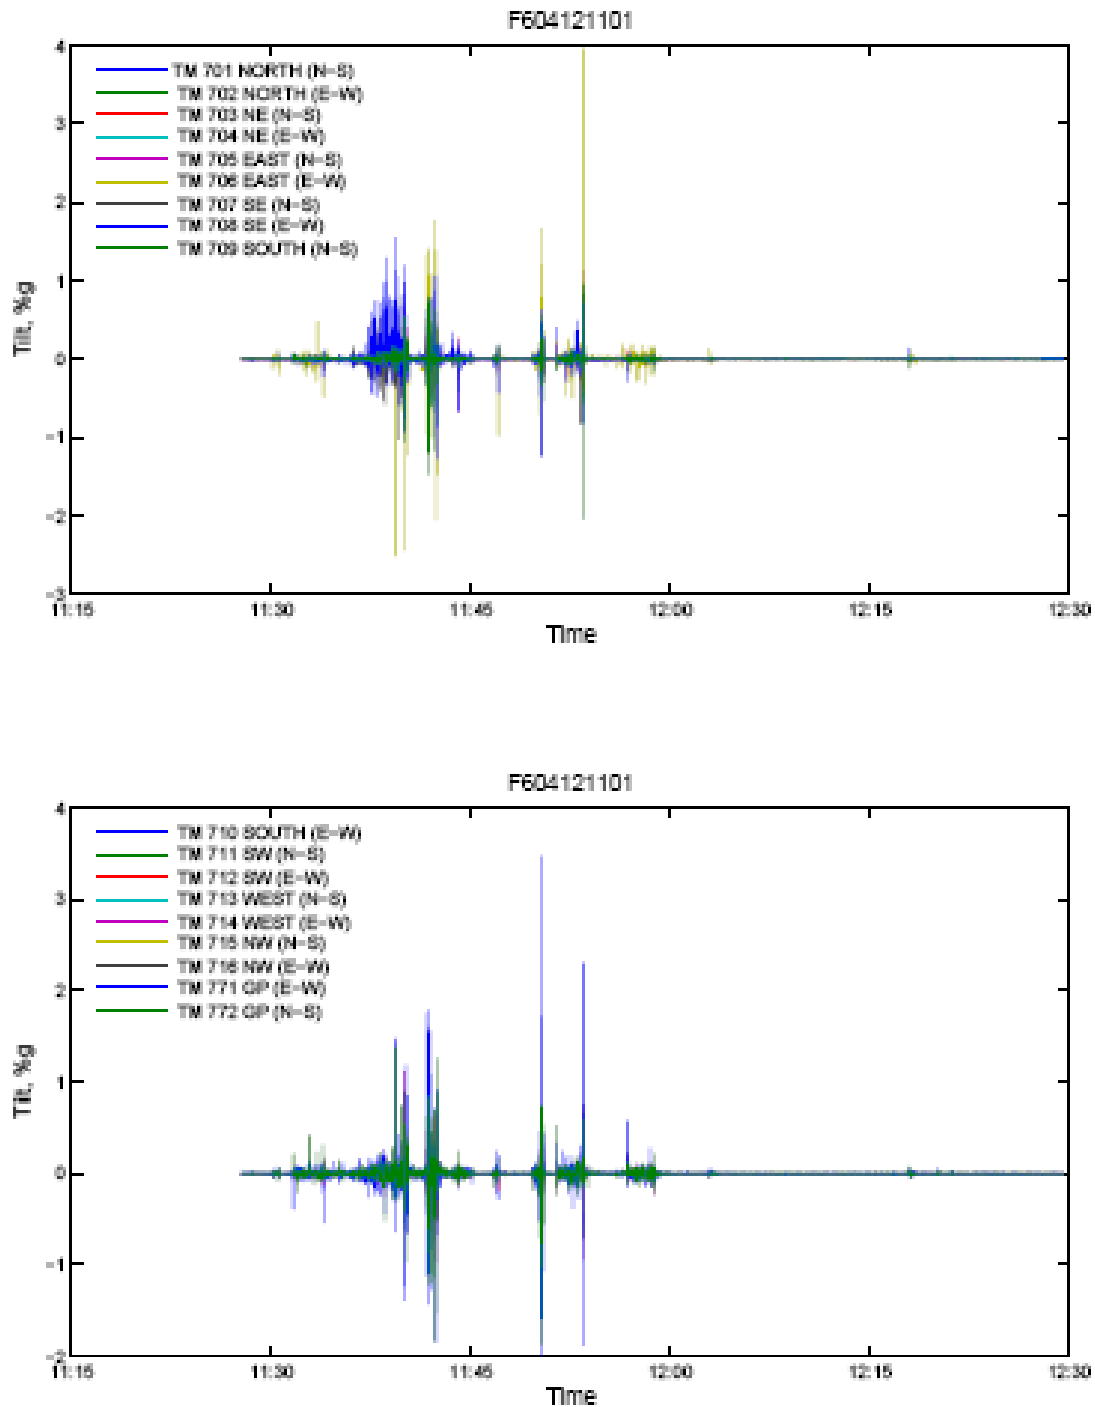 F604121101
4
TM 701 NORTH (N-S)
TM 702 NORTH (E-W)
TM 703 NE (N-S)
TM 704 NE (E-W)
TM 705 EAST (N-S)
TM 706 EAST (E-W)
TM 707 SE (N-S)
TM 708 SE (E-W)
TM 709 SOUTH (N-S)
3
2
1
0
-1
-2
-3
Tilt, %g
11:15 11:30 11:45 12:00 12:15 12:30
Time
F604121101
4
TM 710 SOUTH (E-W)
TM 711 SW (N-S)
TM 712 SW (E-W)
TM 713 WEST (N-S)
TM 714 WEST (E-W)
TM 715 NW (N-S)
TM 716 NW (E-W)
TM 771 GP (E-W)
TM 772 GP (N-S)
3
2
1
0
-1
-2
Tilt, %g
11:15 11:30 11:45 12:00 12:15 12:30
Time